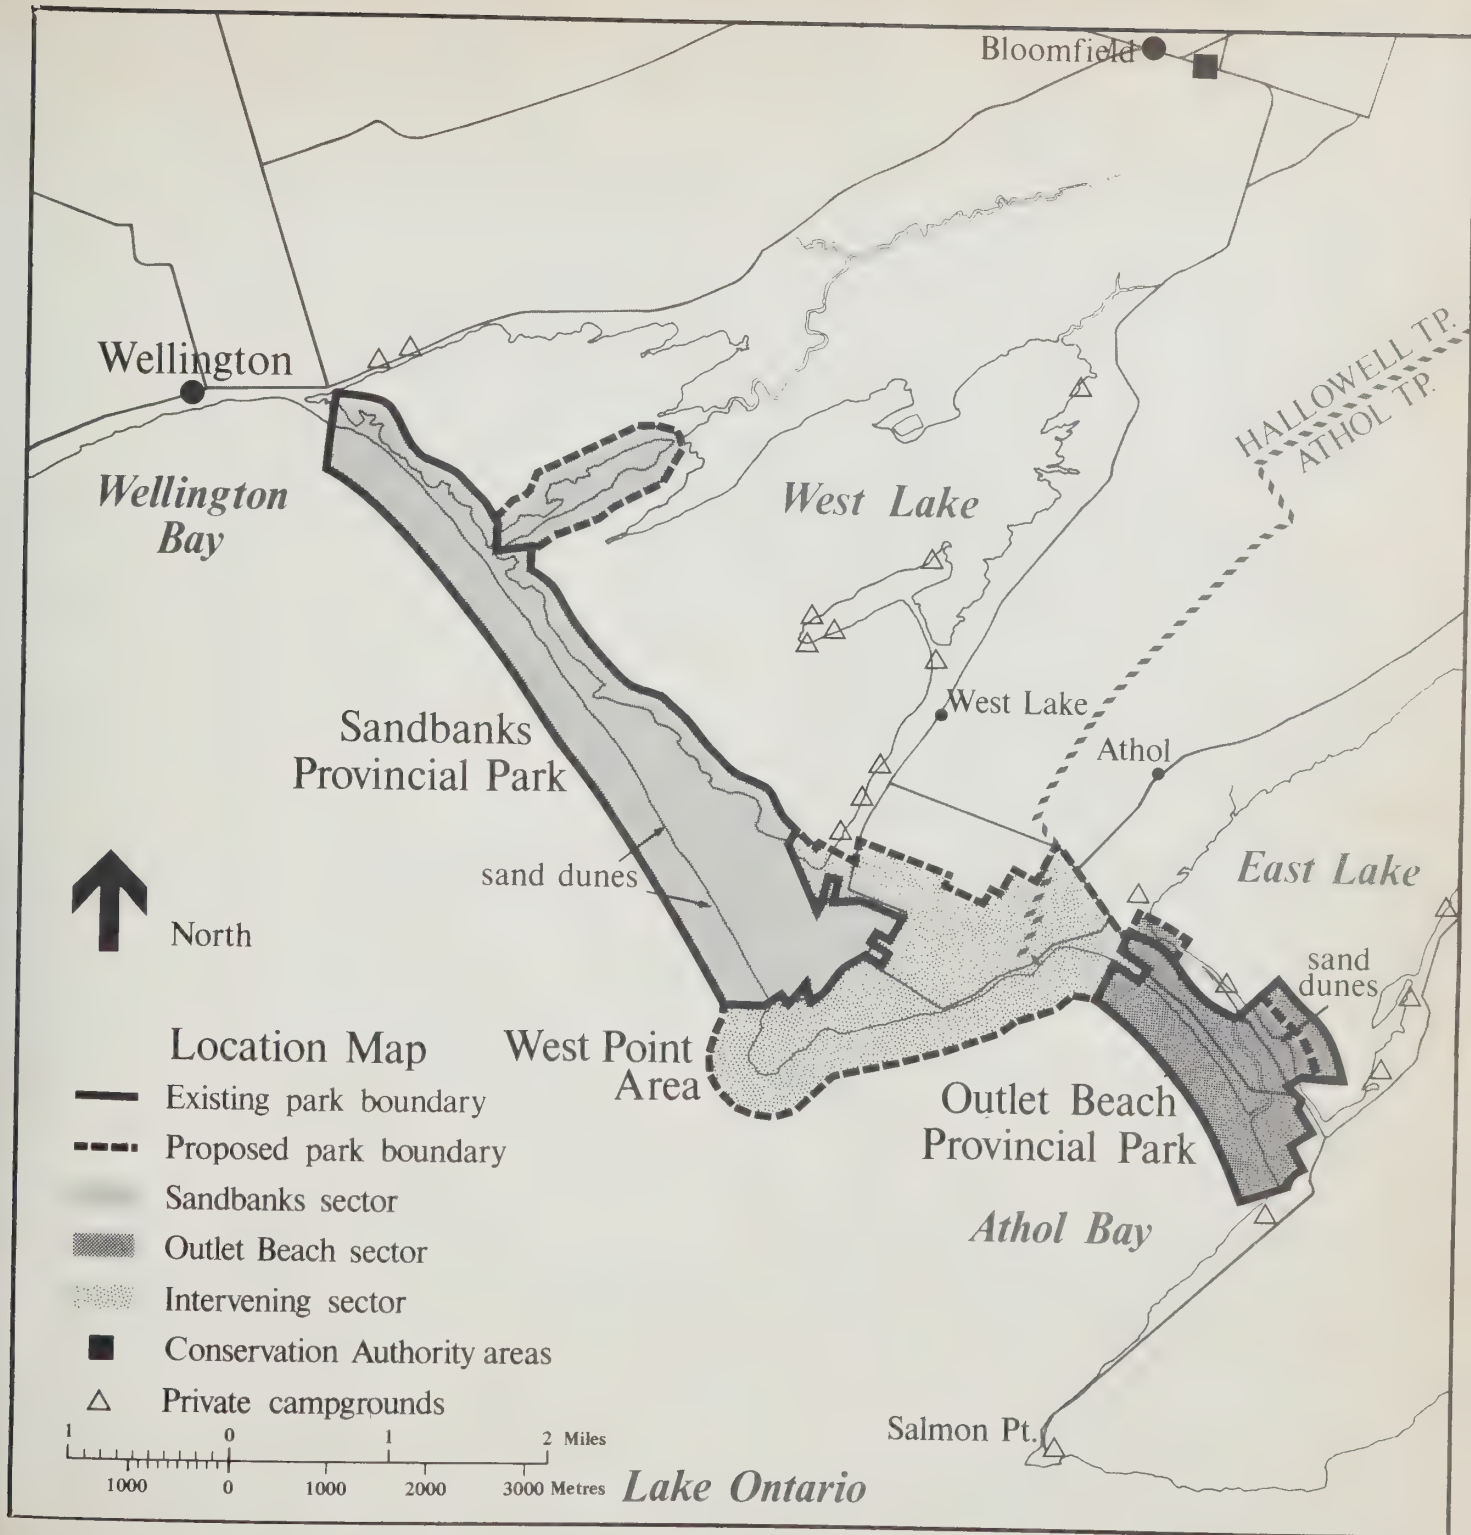 Bloomfield
HALLOWELL TP.
ATHOL TP.
Wellington
Wellington
Bay
West Lake
West Lake
Athol
Sandbanks
Provincial Park
sand dunes
East Lake
North
sand
dunes
West Point
Area
Outlet Beach
Provincial Park
Athol Bay
Location Map
Existing park boundary
Proposed park boundary
Sandbanks sector
Outlet Beach sector
Intervening sector
Conservation Authority areas
Private campgrounds
1 0 1 2 Miles
1000 0 1000 2000 3000 Metres
Salmon Pt.
Lake Ontario